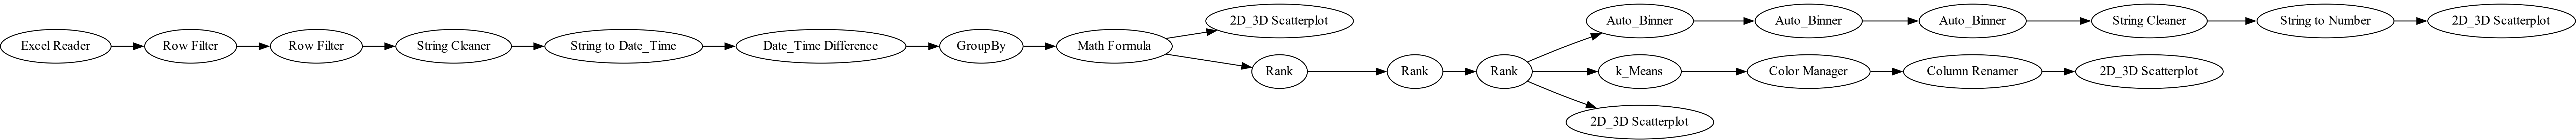 Excel Reader
Row Filter
Row Filter
String Cleaner
String to Date_Time
Date_Time Difference
GroupBy
Math Formula
2D_3D Scatterplot
Rank
Rank
Rank
Auto_Binner
Auto_Binner
Auto_Binner
String Cleaner
String to Number
2D_3D Scatterplot
k_Means
Color Manager
Column Renamer
2D_3D Scatterplot
2D_3D Scatterplot